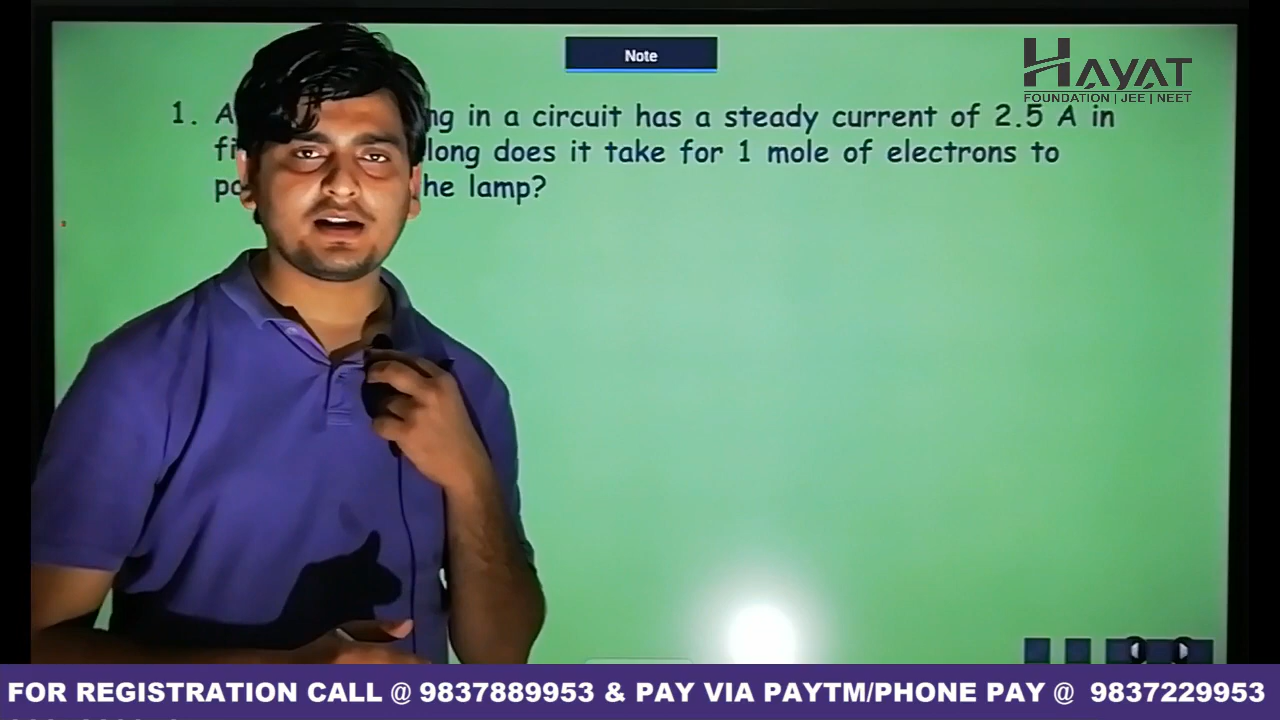 Note
HAYAT
FOUNDATION | JEE | NEET
1. A ng in a circuit has a steady current of 2.5 A in
fi long does it take for 1 mole of electrons to
po he lamp?
FOR REGISTRATION CALL @ 9837889953 & PAY VIA PAYTM/PHONE PAY @ 9837229953